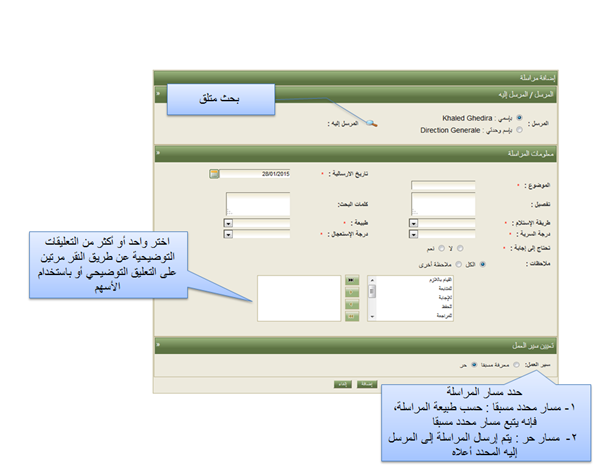 إضافة مراسلة
المرسل / المرسل إليه
بحث متلق
المرسل : بإسمي : Khaled Ghedira
بإسم وحدتي : Direction Generale
المرسل إليه :
معلومات المراسلة
تاريخ الارسالية : * 28/01/2015
الموضوع : *
تفصيل :
كلمات البحث:
طريقة الإستلام : *
طبيعة : *
درجة السرية : *
درجة الإستعجال : *
تحتاج إلى إجابة : * لا نعم
ملاحظات : الكل ملاحظة أخرى
القيام باللازم
للمتابعة
للإجابة
للحفظ
للمراجعة
اختر واحد أو أكثر من التعليقات
التوضيحية عن طريق النقر مرتين
على التعليق التوضيحي أو باستخدام
الأسهم
تعيين سير العمل
سير العمل: معرفة مسبقا حر
إضافة إلغاء
حدد مسار المراسلة
١- مسار محدد مسبقا : حسب طبيعة المراسلة،
فإنه يتبع مسار محدد مسبقا
٢- مسار حر : يتم إرسال المراسلة إلى المرسل
إليه المحدد أعلاه